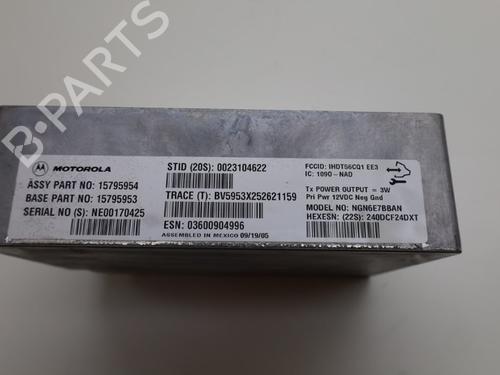 MOTOROLA
ASSY PART NO: 15795954
BASE PART NO: 15795953
SERIAL NO (S): NE00170425
STID (20S): 0023104622
TRACE (T): BV5953X252621159
ESN: 03600904996
ASSEMBLED IN MEXICO 09/19/05
FCCID: IHDT56CQ1 EE3
IC: 109O-NAD
Tx POWER OUTPUT = 3W
Pri Pwr 12VDC Neg Gnd
MODEL NO: NGN6E7BBAN
HEXESN: (22S): 240DCF24DXT
B-PARTS